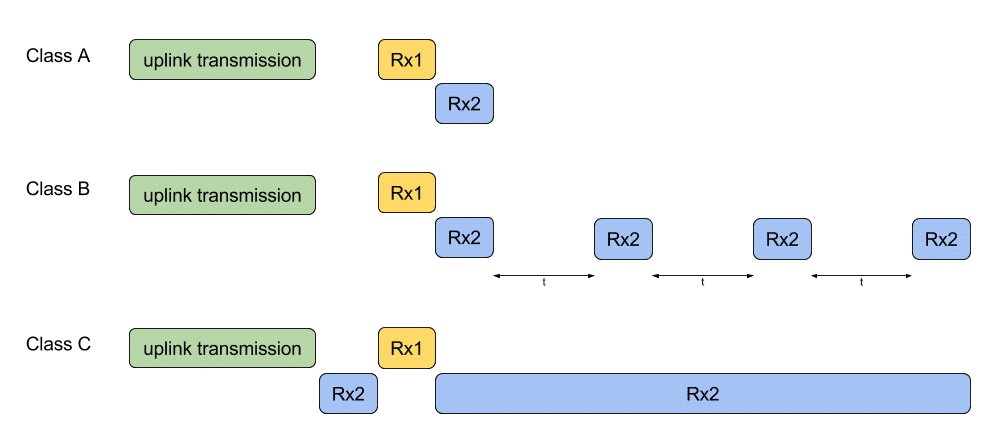 Class A
uplink transmission
Rx1
Rx2
Class B
uplink transmission
Rx1
Rx2
Rx2
Rx2
Rx2
t
t
t
Class C
uplink transmission
Rx1
Rx2
Rx2